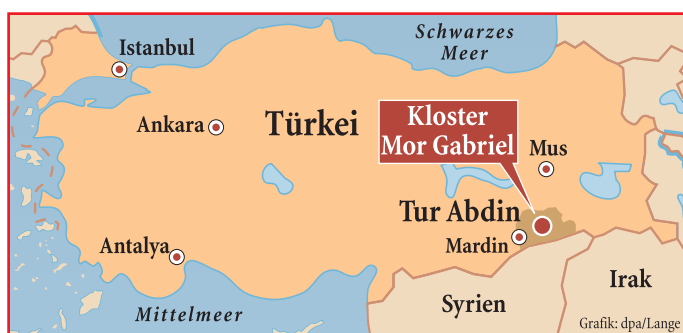 Schwarzes
Meer
Istanbul
Kloster
Mor Gabriel
Ankara
Türkei
Mus
Tur Abdin
Antalya
Mardin
Irak
Syrien
Mittelmeer
Grafik: dpa/Lange